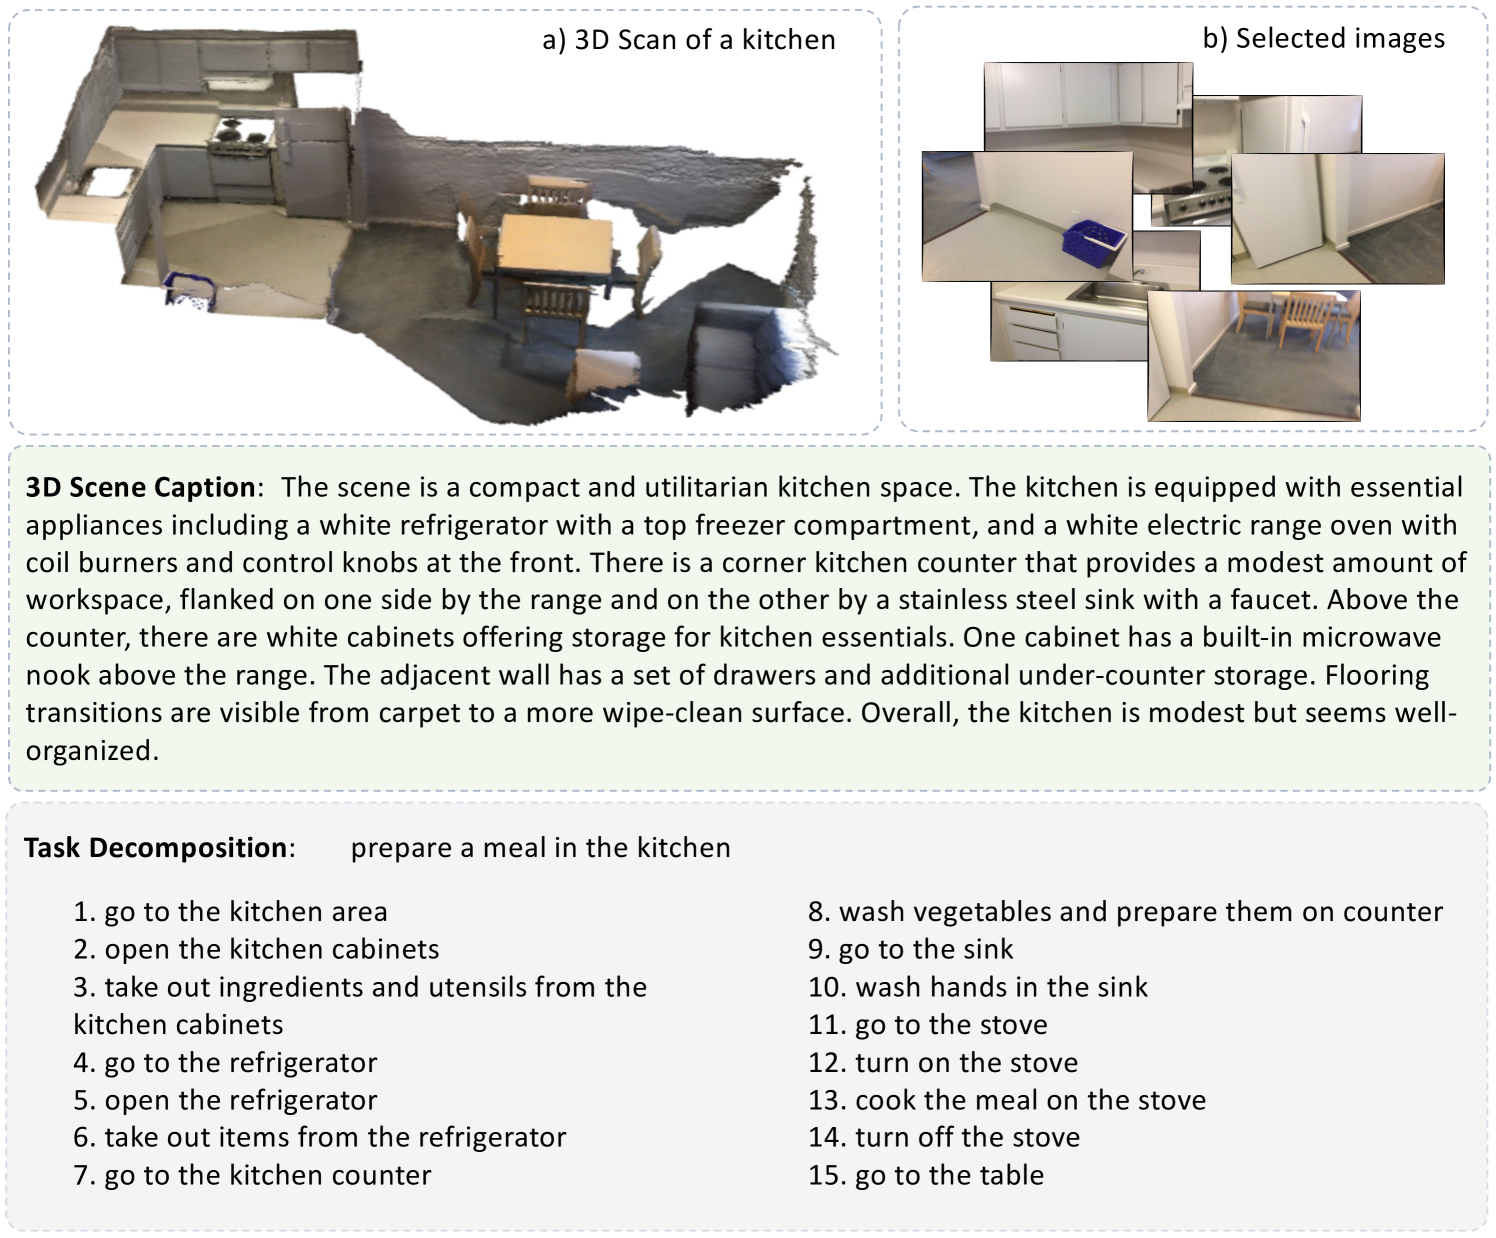 a) 3D Scan of a kitchen
b) Selected images
3D Scene Caption:  The scene is a compact and utilitarian kitchen space. The kitchen is equipped with essential
appliances including a white refrigerator with a top freezer compartment, and a white electric range oven with
coil burners and control knobs at the front. There is a corner kitchen counter that provides a modest amount of
workspace, flanked on one side by the range and on the other by a stainless steel sink with a faucet. Above the
counter, there are white cabinets offering storage for kitchen essentials. One cabinet has a built-in microwave
nook above the range. The adjacent wall has a set of drawers and additional under-counter storage. Flooring
transitions are visible from carpet to a more wipe-clean surface. Overall, the kitchen is modest but seems well-
organized.
Task Decomposition: prepare a meal in the kitchen
1. go to the kitchen area
2. open the kitchen cabinets
3. take out ingredients and utensils from the
kitchen cabinets
4. go to the refrigerator
5. open the refrigerator
6. take out items from the refrigerator
7. go to the kitchen counter
8. wash vegetables and prepare them on counter
9. go to the sink
10. wash hands in the sink
11. go to the stove
12. turn on the stove
13. cook the meal on the stove
14. turn off the stove
15. go to the table